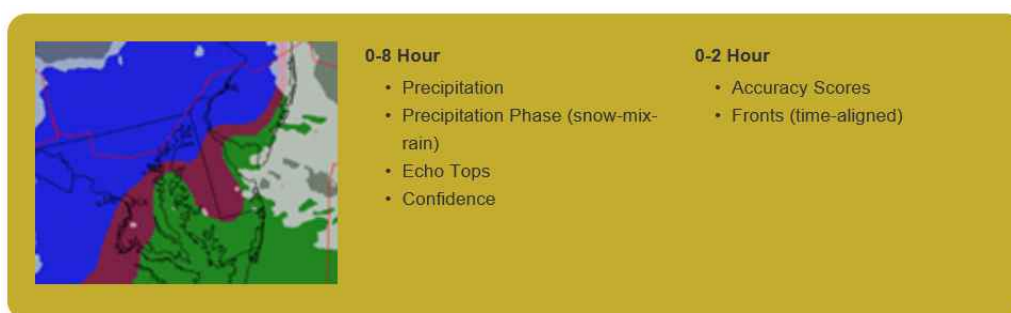 0-8 Hour
• Precipitation
• Precipitation Phase (snow-mix-
rain)
• Echo Tops
• Confidence
0-2 Hour
• Accuracy Scores
• Fronts (time-aligned)